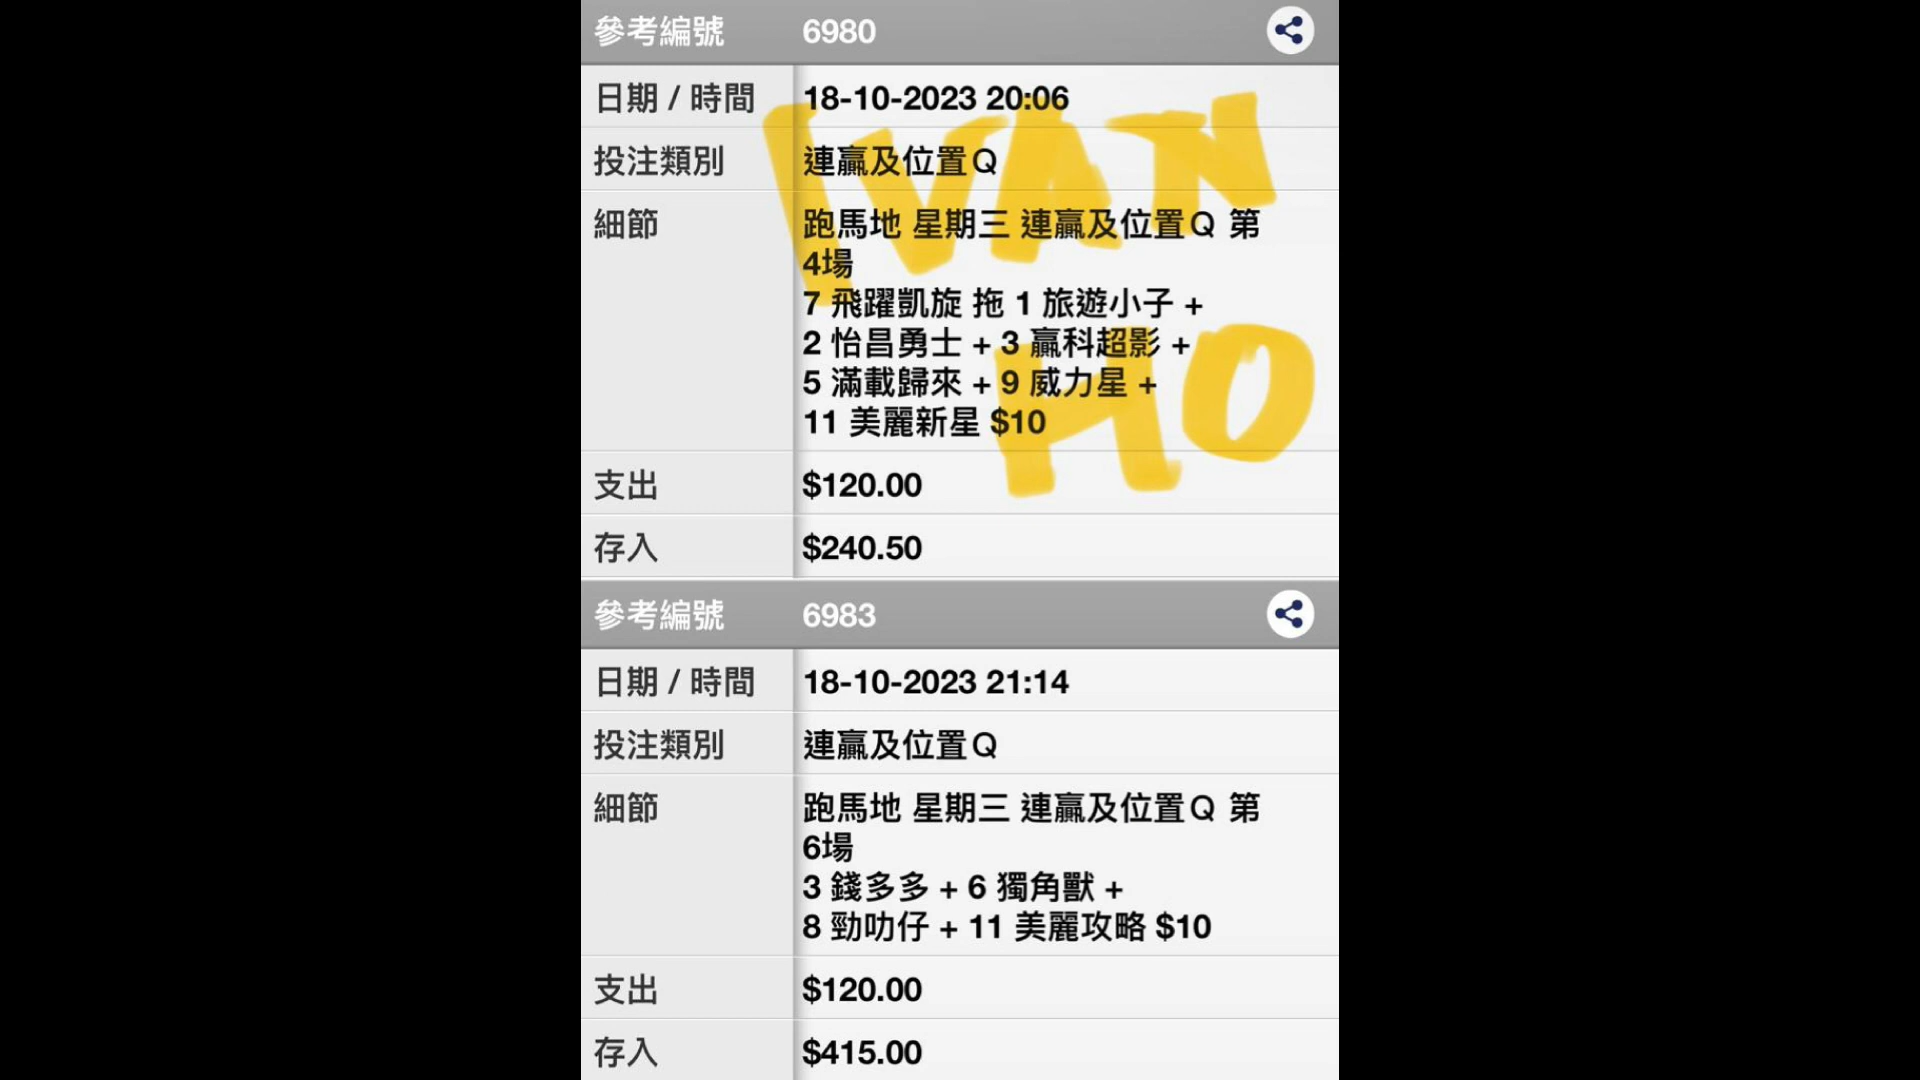 參考編號 6980
日期 / 時間 18-10-2023 20:06
投注類別 連贏及位置Q
細節 跑馬地 星期三 連贏及位置Q 第
4場
7 飛躍凱旋 拖 1 旅遊小子 +
2 怡昌勇士 + 3 贏科超影 +
5 滿載歸來 + 9 威力星 +
11 美麗新星 $10
IVAN
HO
支出 $120.00
存入 $240.50
參考編號 6983
日期 / 時間 18-10-2023 21:14
投注類別 連贏及位置Q
細節 跑馬地 星期三 連贏及位置Q 第
6場
3 錢多多 + 6 獨角獸 +
8 勁叻仔 + 11 美麗攻略 $10
支出 $120.00
存入 $415.00